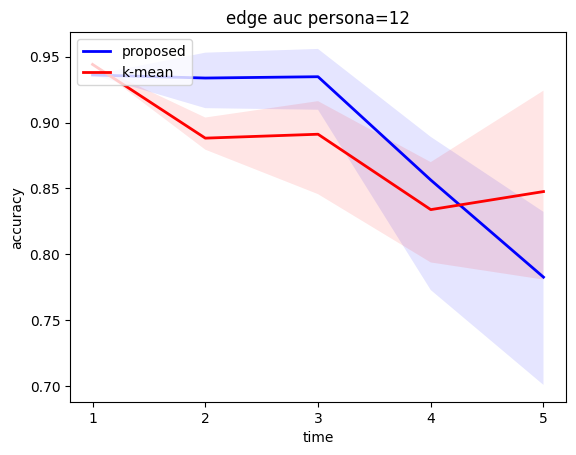 edge auc persona=12
proposed
k-mean
0.95
0.90
0.85
0.80
0.75
0.70
accuracy
1 2 3 4 5
time